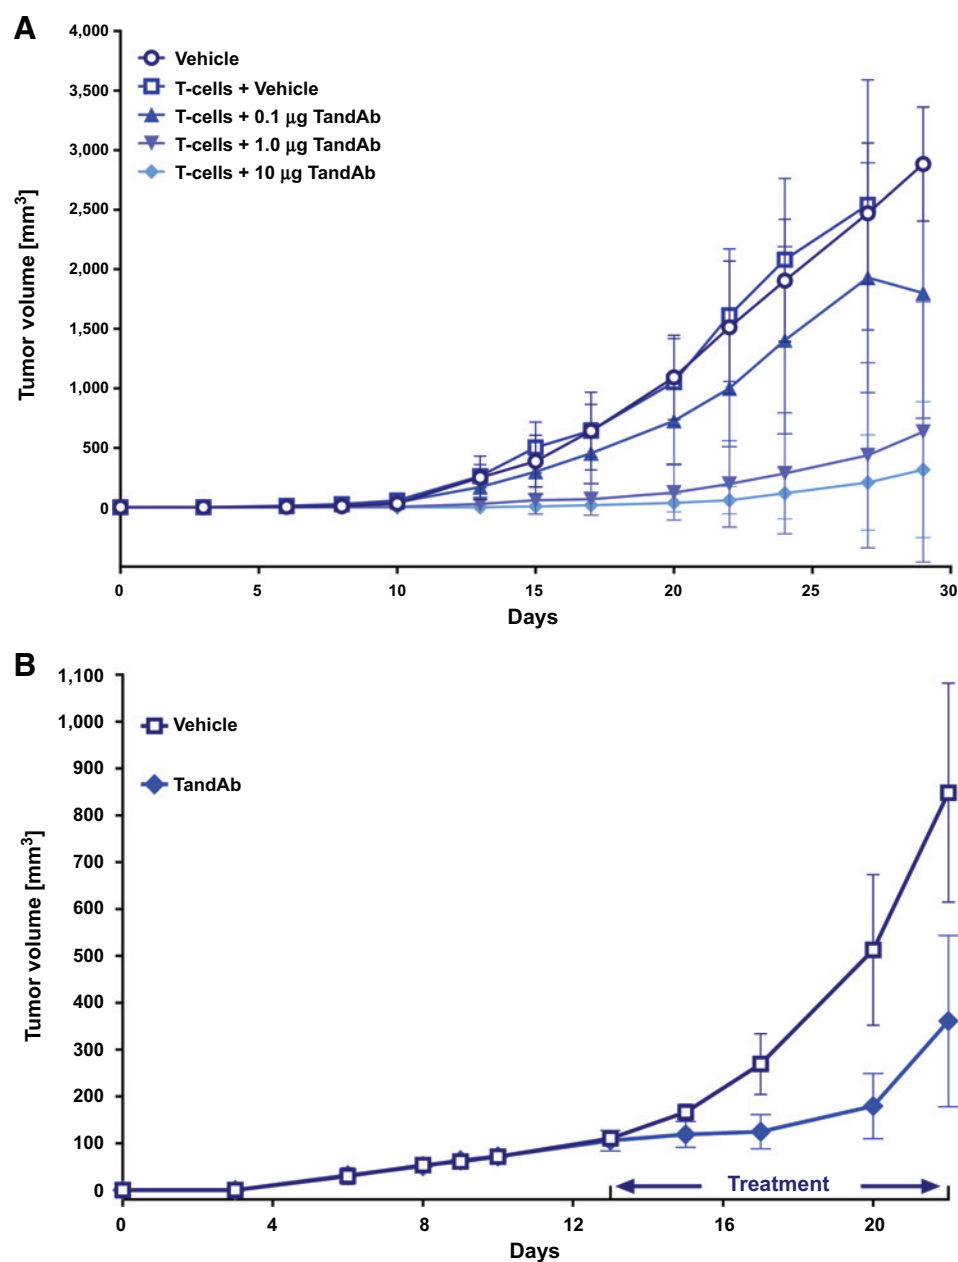 A
4,000
3,500
3,000
2,500
2,000
1,500
1,000
500
0
Tumor volume [mm³]
Vehicle
T-cells + Vehicle
T-cells + 0.1 μg TandAb
T-cells + 1.0 μg TandAb
T-cells + 10 μg TandAb
0 5 10 15 20 25 30
Days
B
1,100
1,000
900
800
700
600
500
400
300
200
100
0
Tumor volume [mm³]
Vehicle
TandAb
Treatment
0 4 8 12 16 20
Days